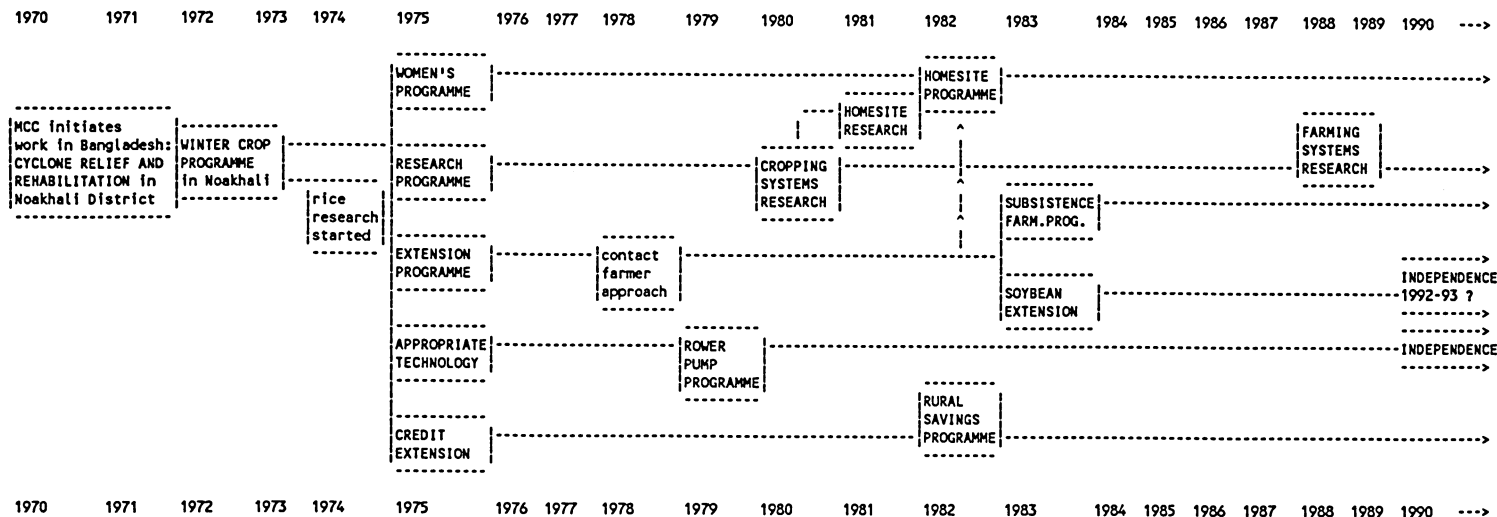 1970 1971 1972 1973 1974 1975 1976 1977 1978 1979 1980 1981 1982 1983 1984 1985 1986 1987 1988 1989 1990 --->
WOMEN'S
PROGRAMME
HOMESITE
PROGRAMME
HOMESITE
RESEARCH
MCC initiates
work in Bangladesh:
CYCLONE RELIEF AND
REHABILITATION in
Noakhali District
WINTER CROP
PROGRAMME
in Noakhali
rice
research
started
RESEARCH
PROGRAMME
CROPPING
SYSTEMS
RESEARCH
FARMING
SYSTEMS
RESEARCH
SUBSISTENCE
FARM.PROG.
EXTENSION
PROGRAMME
contact
farmer
approach
SOYBEAN
EXTENSION
INDEPENDENCE
1992-93 ?
APPROPRIATE
TECHNOLOGY
ROWER
PUMP
PROGRAMME
INDEPENDENCE
CREDIT
EXTENSION
RURAL
SAVINGS
PROGRAMME
1970 1971 1972 1973 1974 1975 1976 1977 1978 1979 1980 1981 1982 1983 1984 1985 1986 1987 1988 1989 1990 --->